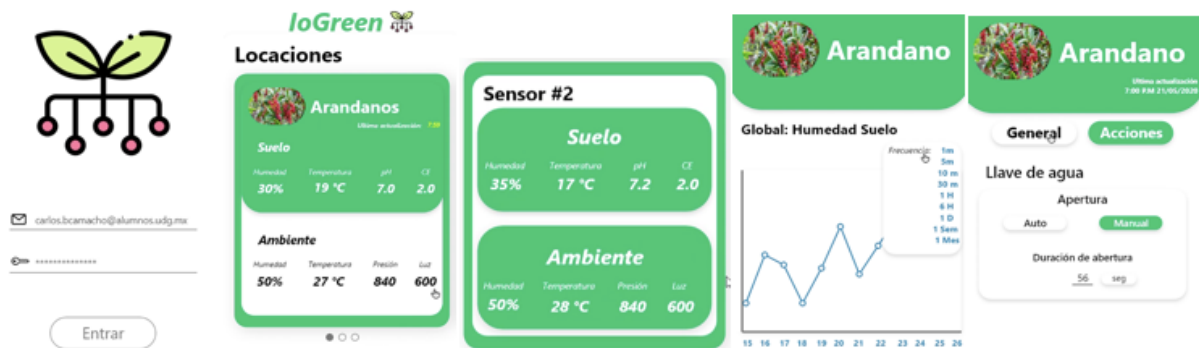 carlos.bcamacho@alumnos.udg.mx
Entrar
IoGreen
Locaciones
Arandanos
Ultima actualización 7:00
Suelo
Humedad Temperatura pH CE
30% 19 °C 7.0 2.0
Ambiente
Humedad Temperatura Presión Luz
50% 27 °C 840 600
Sensor #2
Suelo
Humedad Temperatura pH CE
35% 17 °C 7.2 2.0
Ambiente
Humedad Temperatura Presión Luz
50% 28 °C 840 600
Arandano
Global: Humedad Suelo
Frecuencia: 1m
5m
10 m
30 m
1 H
6 H
1 D
1 Sem
1 Mes
15 16 17 18 19 20 21 22 23 24 25 26
Arandano
Ultima actualización
7:00 P.M 21/05/2020
General Acciones
Llave de agua
Apertura
Auto Manual
Duración de abertura
56 seg